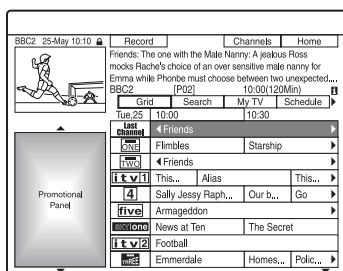 BBC2 25-May 10:10
Record Channels Home
Friends: The one with the Male Nanny: A jealous Ross
mocks Rache's choice of an over sensitive male nanny for
Emma while Phonbe must choose between two unexpected....
BBC2 [P02] 10:00(120Min)
Grid Search My TV Schedule
Tue,25 10:00 10:30
Last Channel Friends
ONE Flimbles Starship
TWO Friends
itv1 This... Alias This...
4 Sally Jessy Raph... Our b... Go
five Armageddon
one News at Ten The Secret
itv2 Football
THREE Emmerdale Homes... Polic...
Promotional
Panel